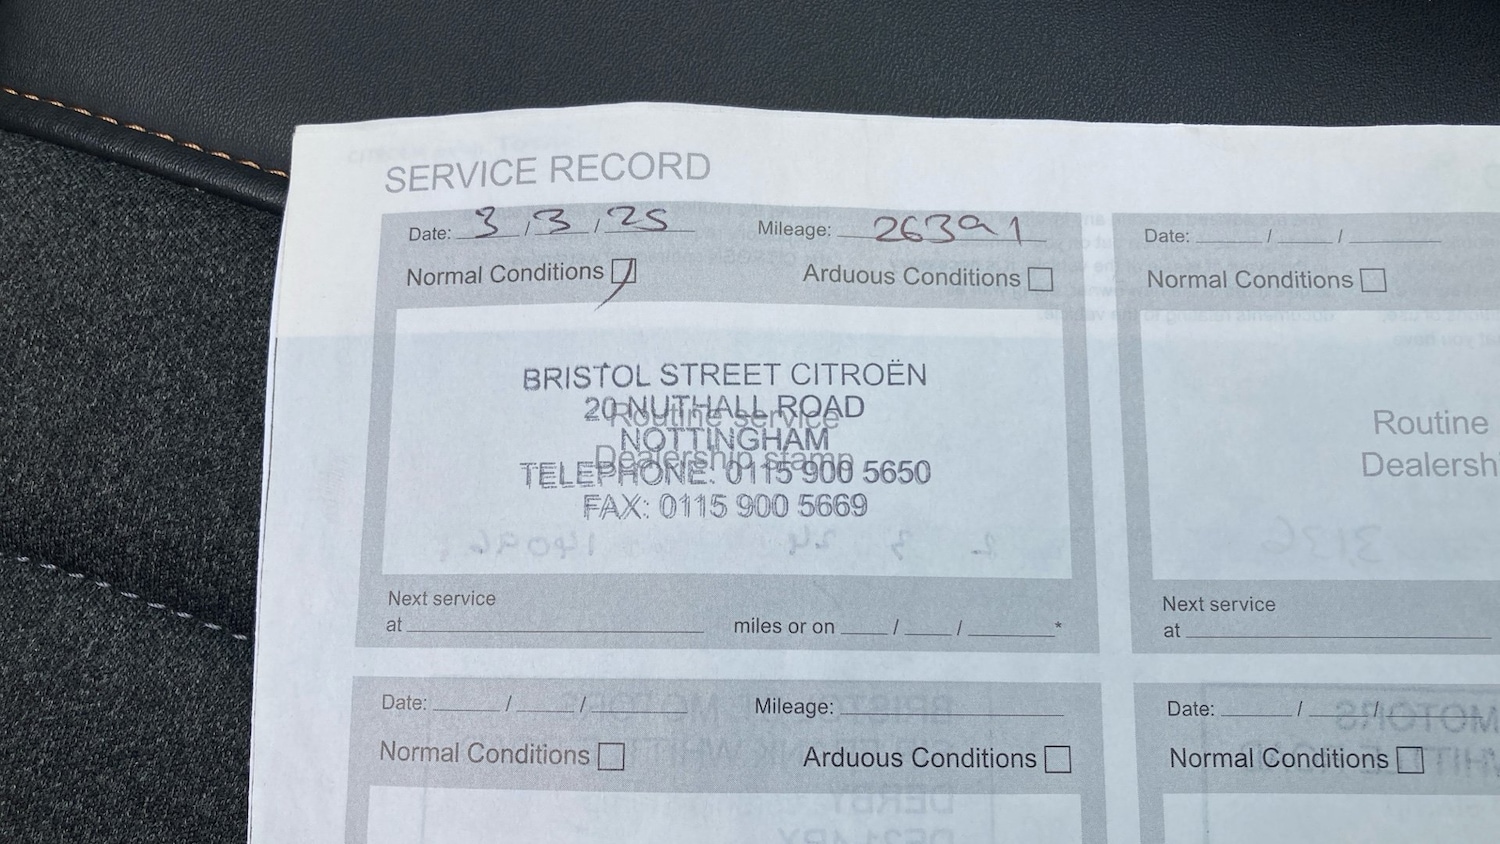 SERVICE RECORD
Date: 3 / 3 / 25 Mileage: 26391
Normal Conditions Arduous Conditions
BRISTOL STREET CITROËN
20 NUTHALL ROAD
Routine service
NOTTINGHAM
Dealership stamp
TELEPHONE: 0115 900 5650
FAX: 0115 900 5669
Next service
at miles or on / / *
Date: / /
Normal Conditions
Routine
Dealersh
Next service
at
Date: / / Mileage:
Normal Conditions Arduous Conditions
Date: / /
Normal Conditions